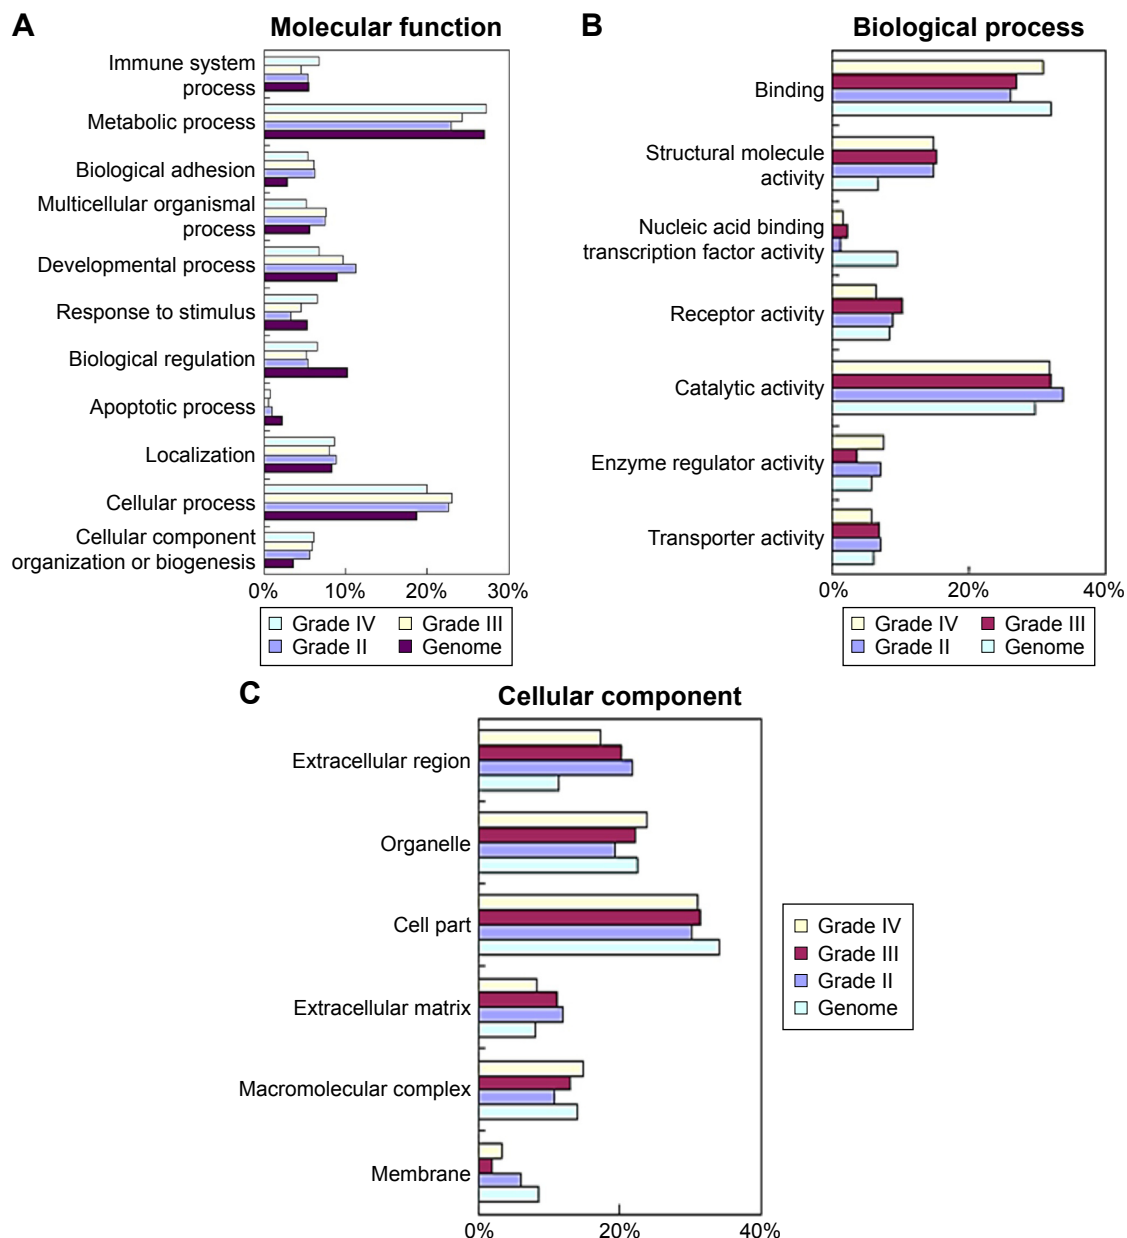 A
Molecular function
Immune system
process
Metabolic process
Biological adhesion
Multicellular organismal
process
Developmental process
Response to stimulus
Biological regulation
Apoptotic process
Localization
Cellular process
Cellular component
organization or biogenesis
0% 10% 20% 30%
Grade IV Grade III
Grade II Genome
B
Biological process
Binding
Structural molecule
activity
Nucleic acid binding
transcription factor activity
Receptor activity
Catalytic activity
Enzyme regulator activity
Transporter activity
0% 20% 40%
Grade IV Grade III
Grade II Genome
C
Cellular component
Extracellular region
Organelle
Cell part
Extracellular matrix
Macromolecular complex
Membrane
0% 20% 40%
Grade IV
Grade III
Grade II
Genome